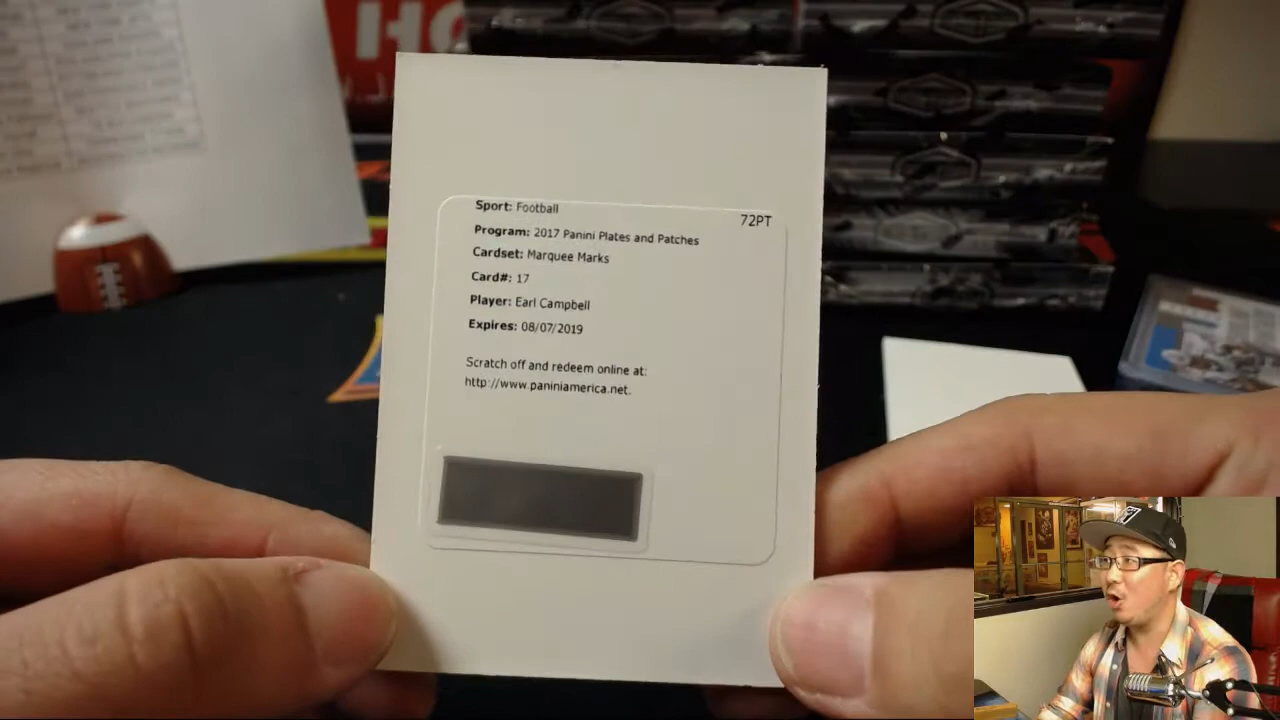 HO
Sport: Football
72PT
Program: 2017 Panini Plates and Patches
Cardset: Marquee Marks
Card#: 17
Player: Earl Campbell
Expires: 08/07/2019
Scratch off and redeem online at:
http://www.paniniamerica.net.